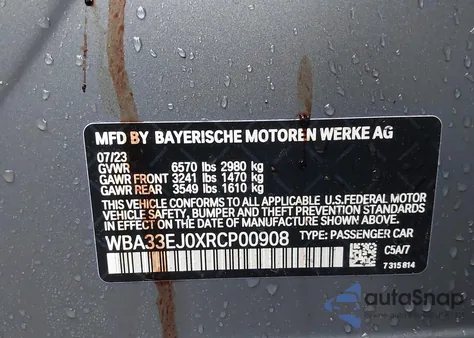 MFD BY BAYERISCHE MOTOREN WERKE AG
07/23
GVWR 6570 lbs 2980 kg
GAWR FRONT 3241 lbs 1470 kg
GAWR REAR 3549 lbs 1610 kg
THIS VEHICLE CONFORMS TO ALL APPLICABLE U.S.FEDERAL MOTOR
VEHICLE SAFETY, BUMPER, AND THEFT PREVENTION STANDARDS
IN EFFECT ON THE DATE OF MANUFACTURE SHOWN ABOVE.
WBA33EJ0XRCP00908 TYPE: PASSENGER CAR
C5A/7
7 315 814
autoSnap